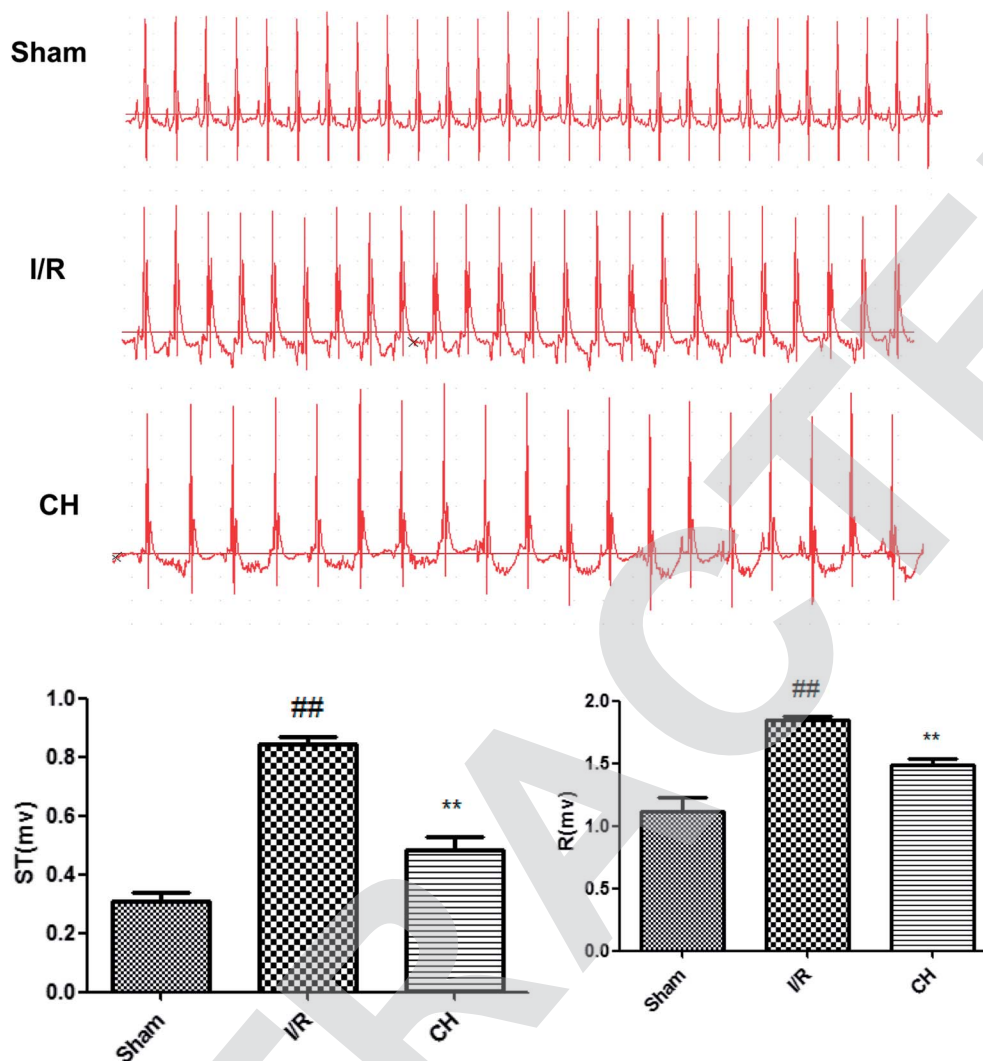 Sham
I/R
CH
ST(mv)
1.0
0.8
0.6
0.4
0.2
0.0
##
**
Sham
I/R
CH
R(mv)
2.0
1.5
1.0
0.5
0.0
##
**
Sham
I/R
CH
TRACTE